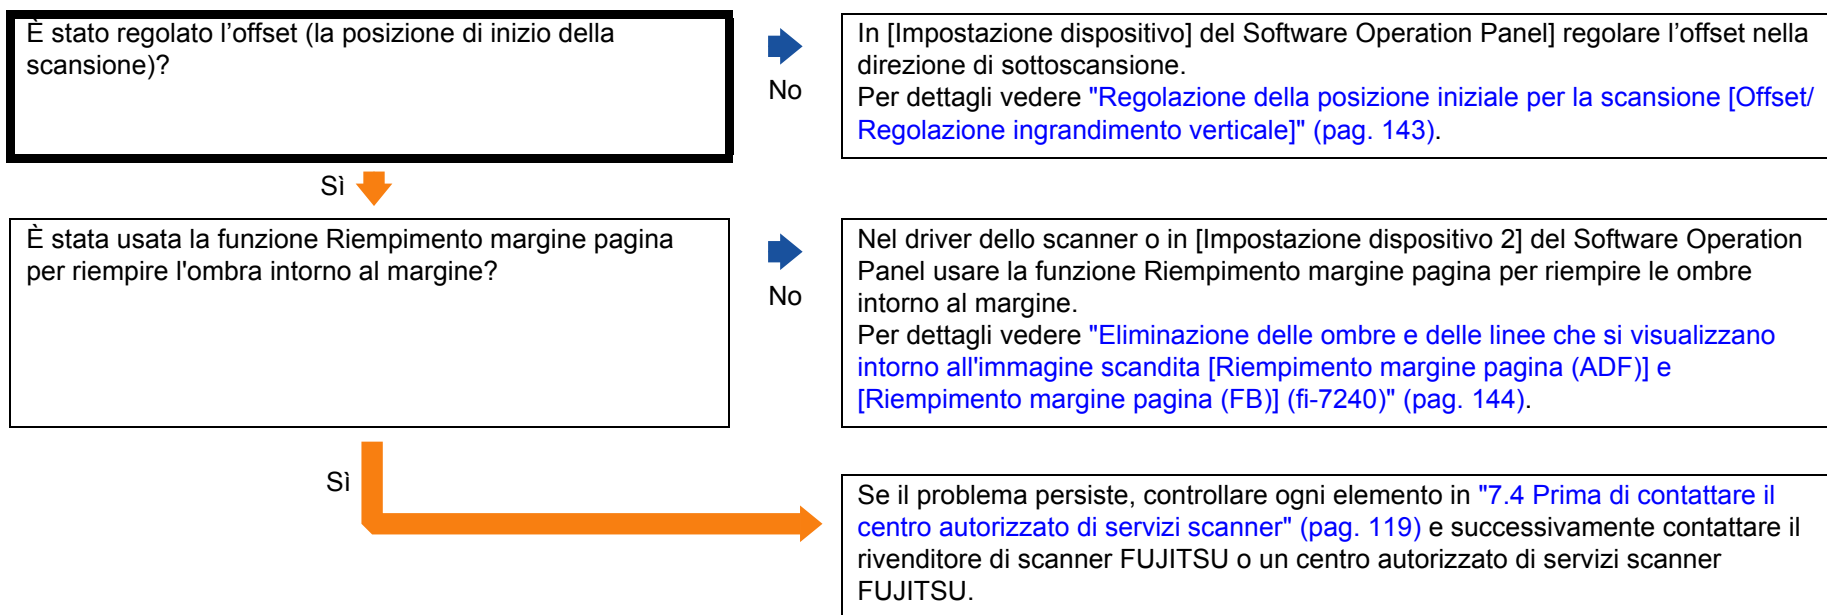 È stato regolato l’offset (la posizione di inizio della
scansione)?
No
In [Impostazione dispositivo] del Software Operation Panel] regolare l’offset nella
direzione di sottoscansione.
Per dettagli vedere "Regolazione della posizione iniziale per la scansione [Offset/
Regolazione ingrandimento verticale]" (pag. 143).
Sì
È stata usata la funzione Riempimento margine pagina
per riempire l'ombra intorno al margine?
No
Nel driver dello scanner o in [Impostazione dispositivo 2] del Software Operation
Panel usare la funzione Riempimento margine pagina per riempire le ombre
intorno al margine.
Per dettagli vedere "Eliminazione delle ombre e delle linee che si visualizzano
intorno all'immagine scandita [Riempimento margine pagina (ADF)] e
[Riempimento margine pagina (FB)] (fi-7240)" (pag. 144).
Sì
Se il problema persiste, controllare ogni elemento in "7.4 Prima di contattare il
centro autorizzato di servizi scanner" (pag. 119) e successivamente contattare il
rivenditore di scanner FUJITSU o un centro autorizzato di servizi scanner
FUJITSU.